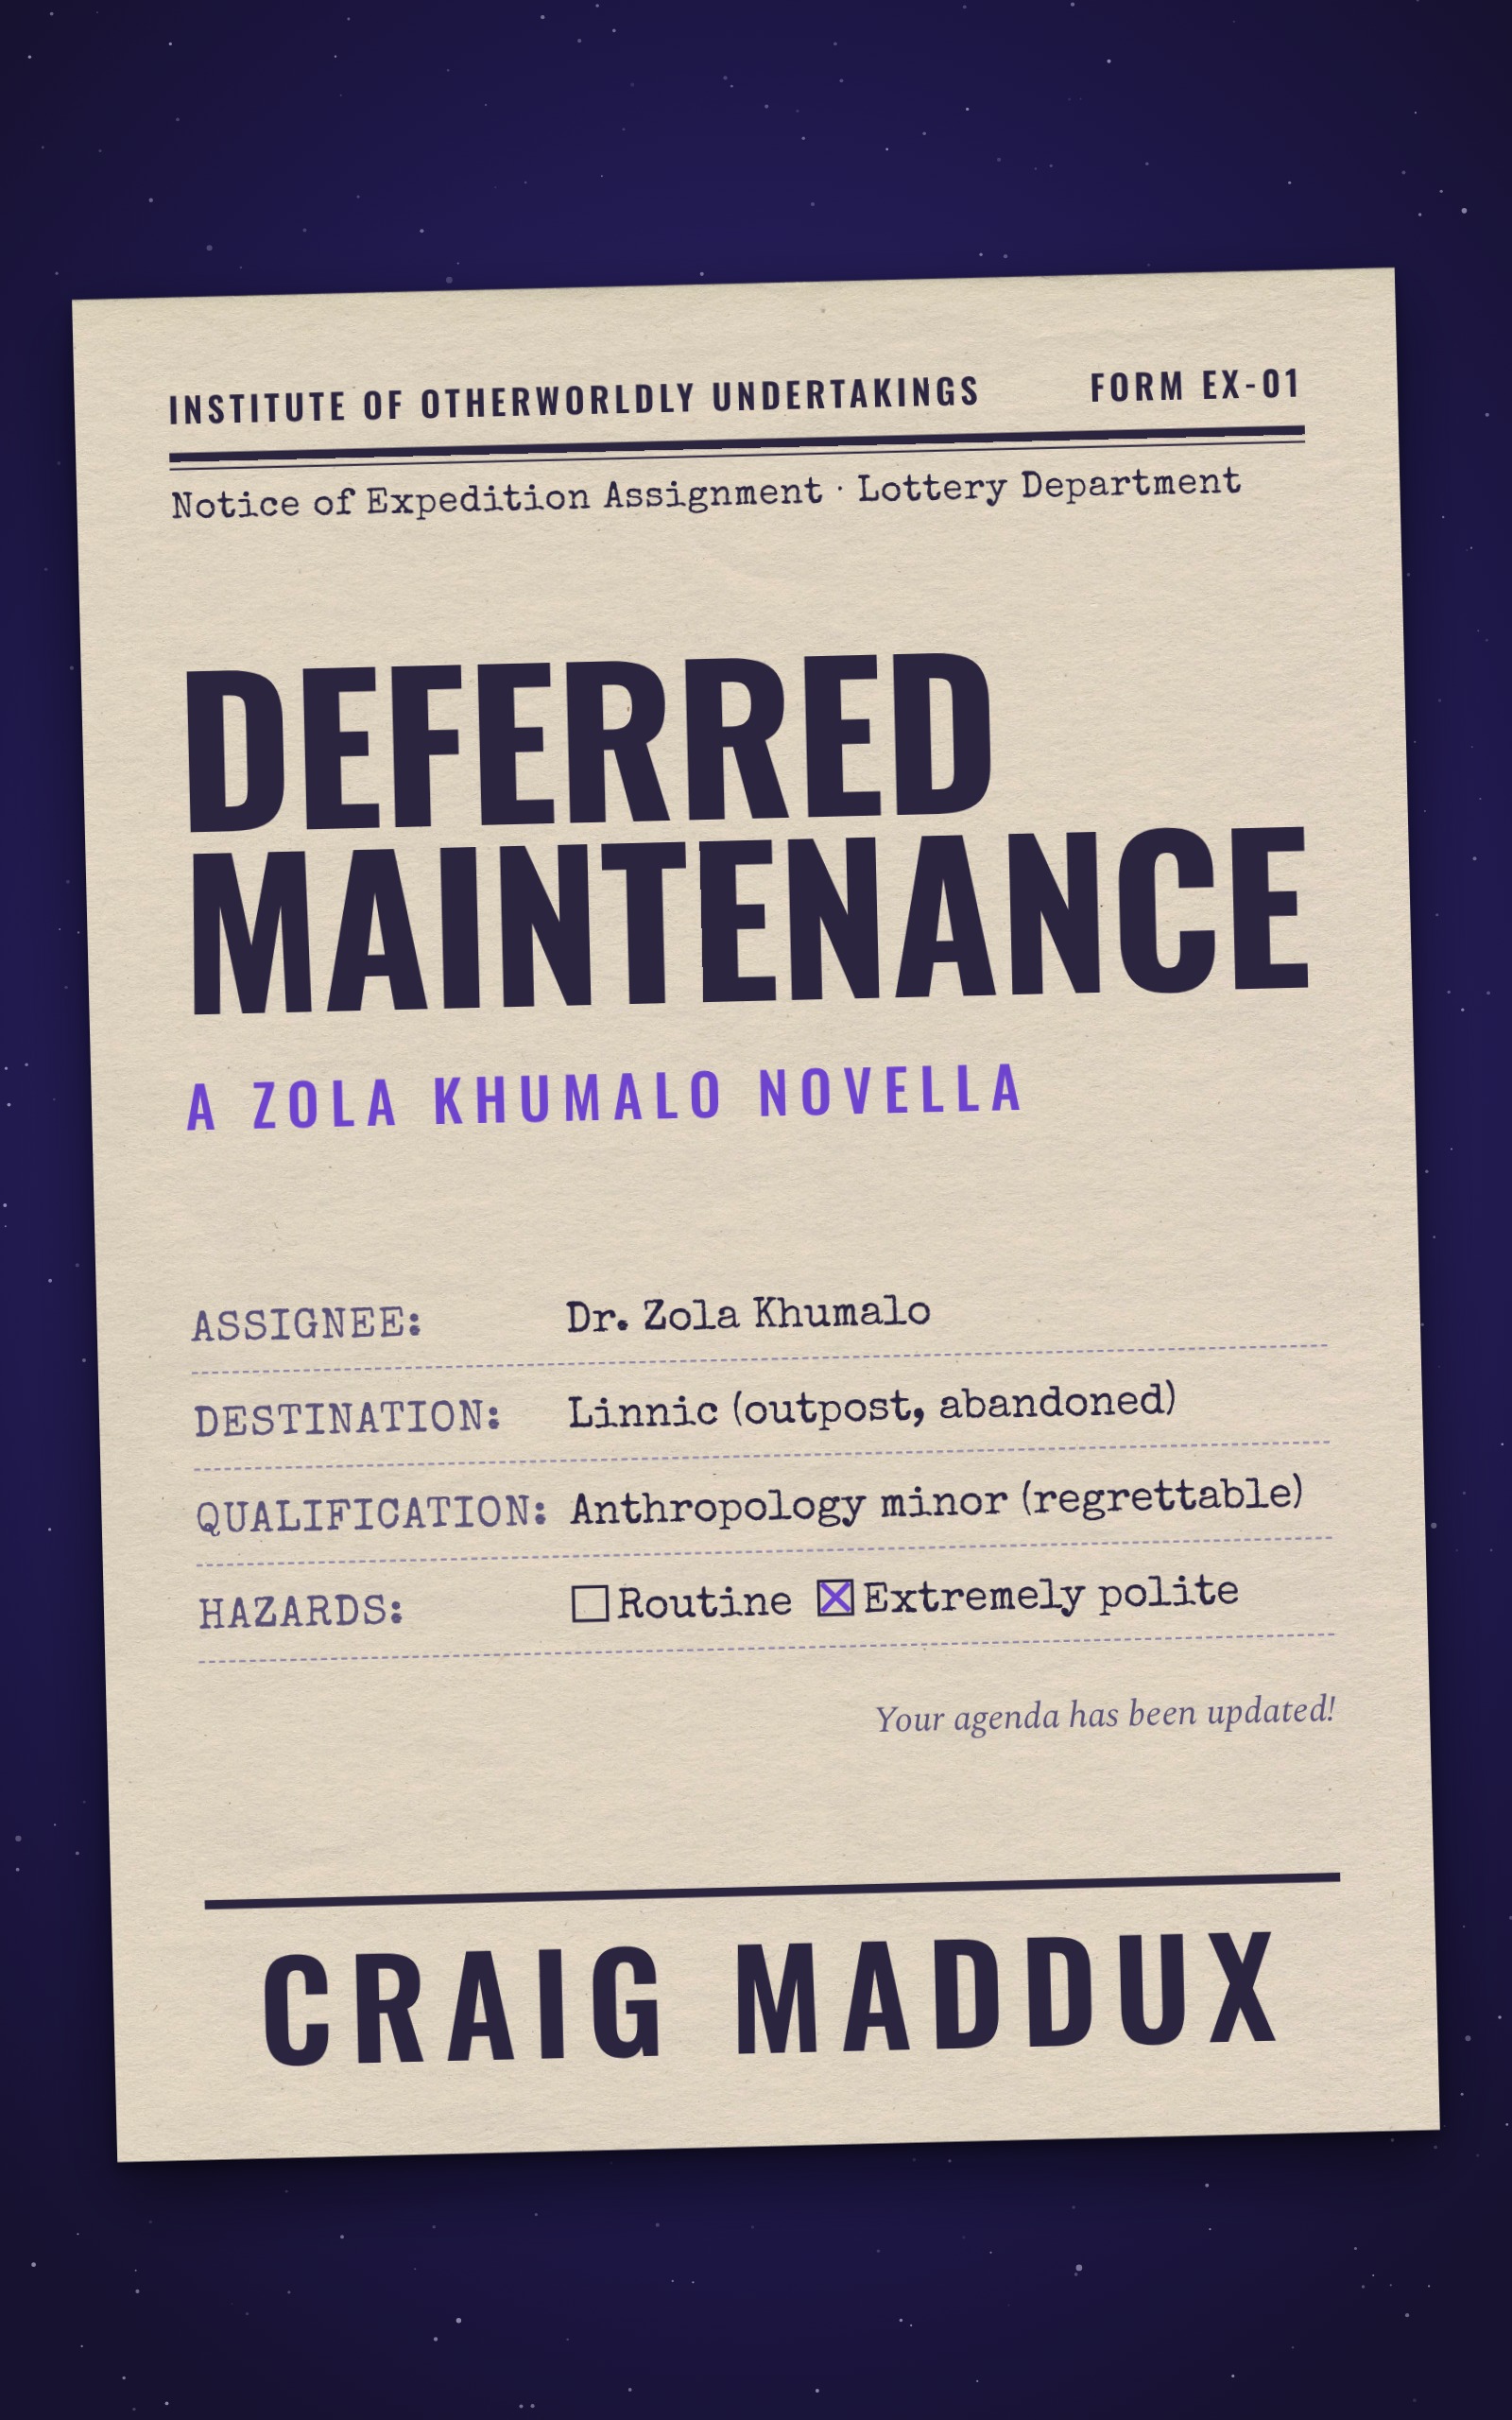 INSTITUTE OF OTHERWORLDLY UNDERTAKINGS FORM EX-01
Notice of Expedition Assignment · Lottery Department
DEFERRED
MAINTENANCE
A ZOLA KHUMALO NOVELLA
ASSIGNEE: Dr. Zola Khumalo
DESTINATION: Linnic (outpost, abandoned)
QUALIFICATION: Anthropology minor (regrettable)
HAZARDS: ☐ Routine ☒ Extremely polite
Your agenda has been updated!
CRAIG MADDUX